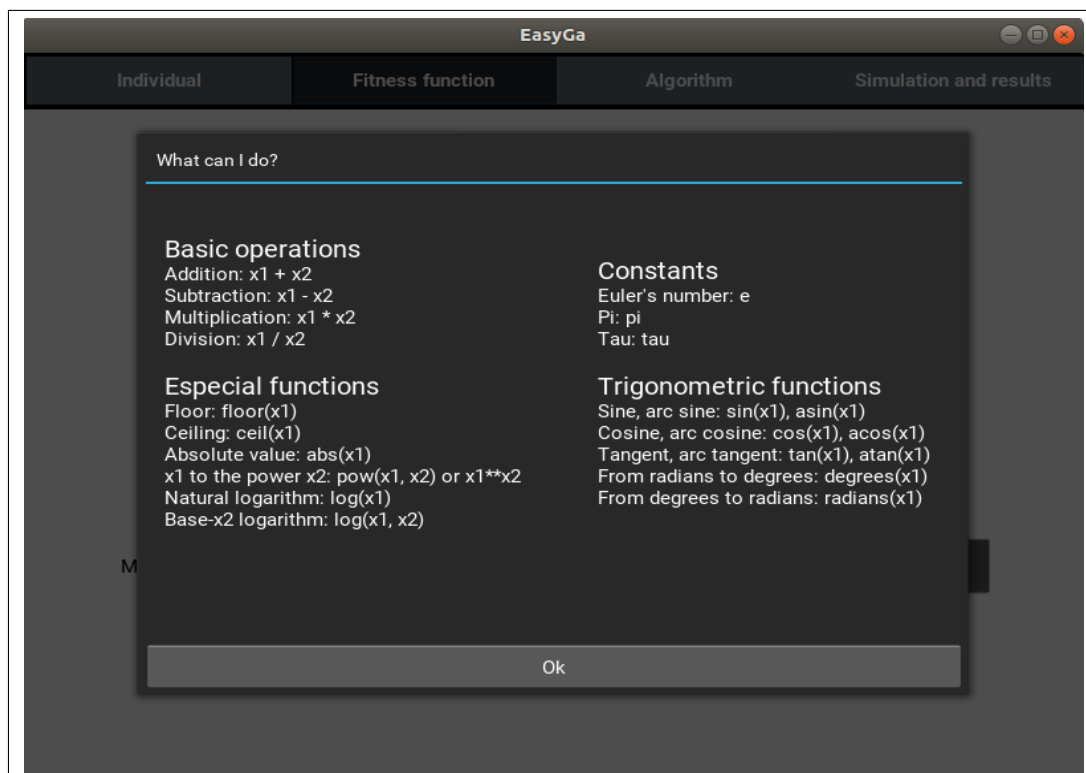 EasyGa
Individual
Fitness function
Algorithm
Simulation and results
What can I do?
Basic operations
Addition: x1 + x2
Subtraction: x1 - x2
Multiplication: x1 * x2
Division: x1 / x2
Constants
Euler's number: e
Pi: pi
Tau: tau
Especial functions
Floor: floor(x1)
Ceiling: ceil(x1)
Absolute value: abs(x1)
x1 to the power x2: pow(x1, x2) or x1**x2
Natural logarithm: log(x1)
Base-x2 logarithm: log(x1, x2)
Trigonometric functions
Sine, arc sine: sin(x1), asin(x1)
Cosine, arc cosine: cos(x1), acos(x1)
Tangent, arc tangent: tan(x1), atan(x1)
From radians to degrees: degrees(x1)
From degrees to radians: radians(x1)
M
Ok